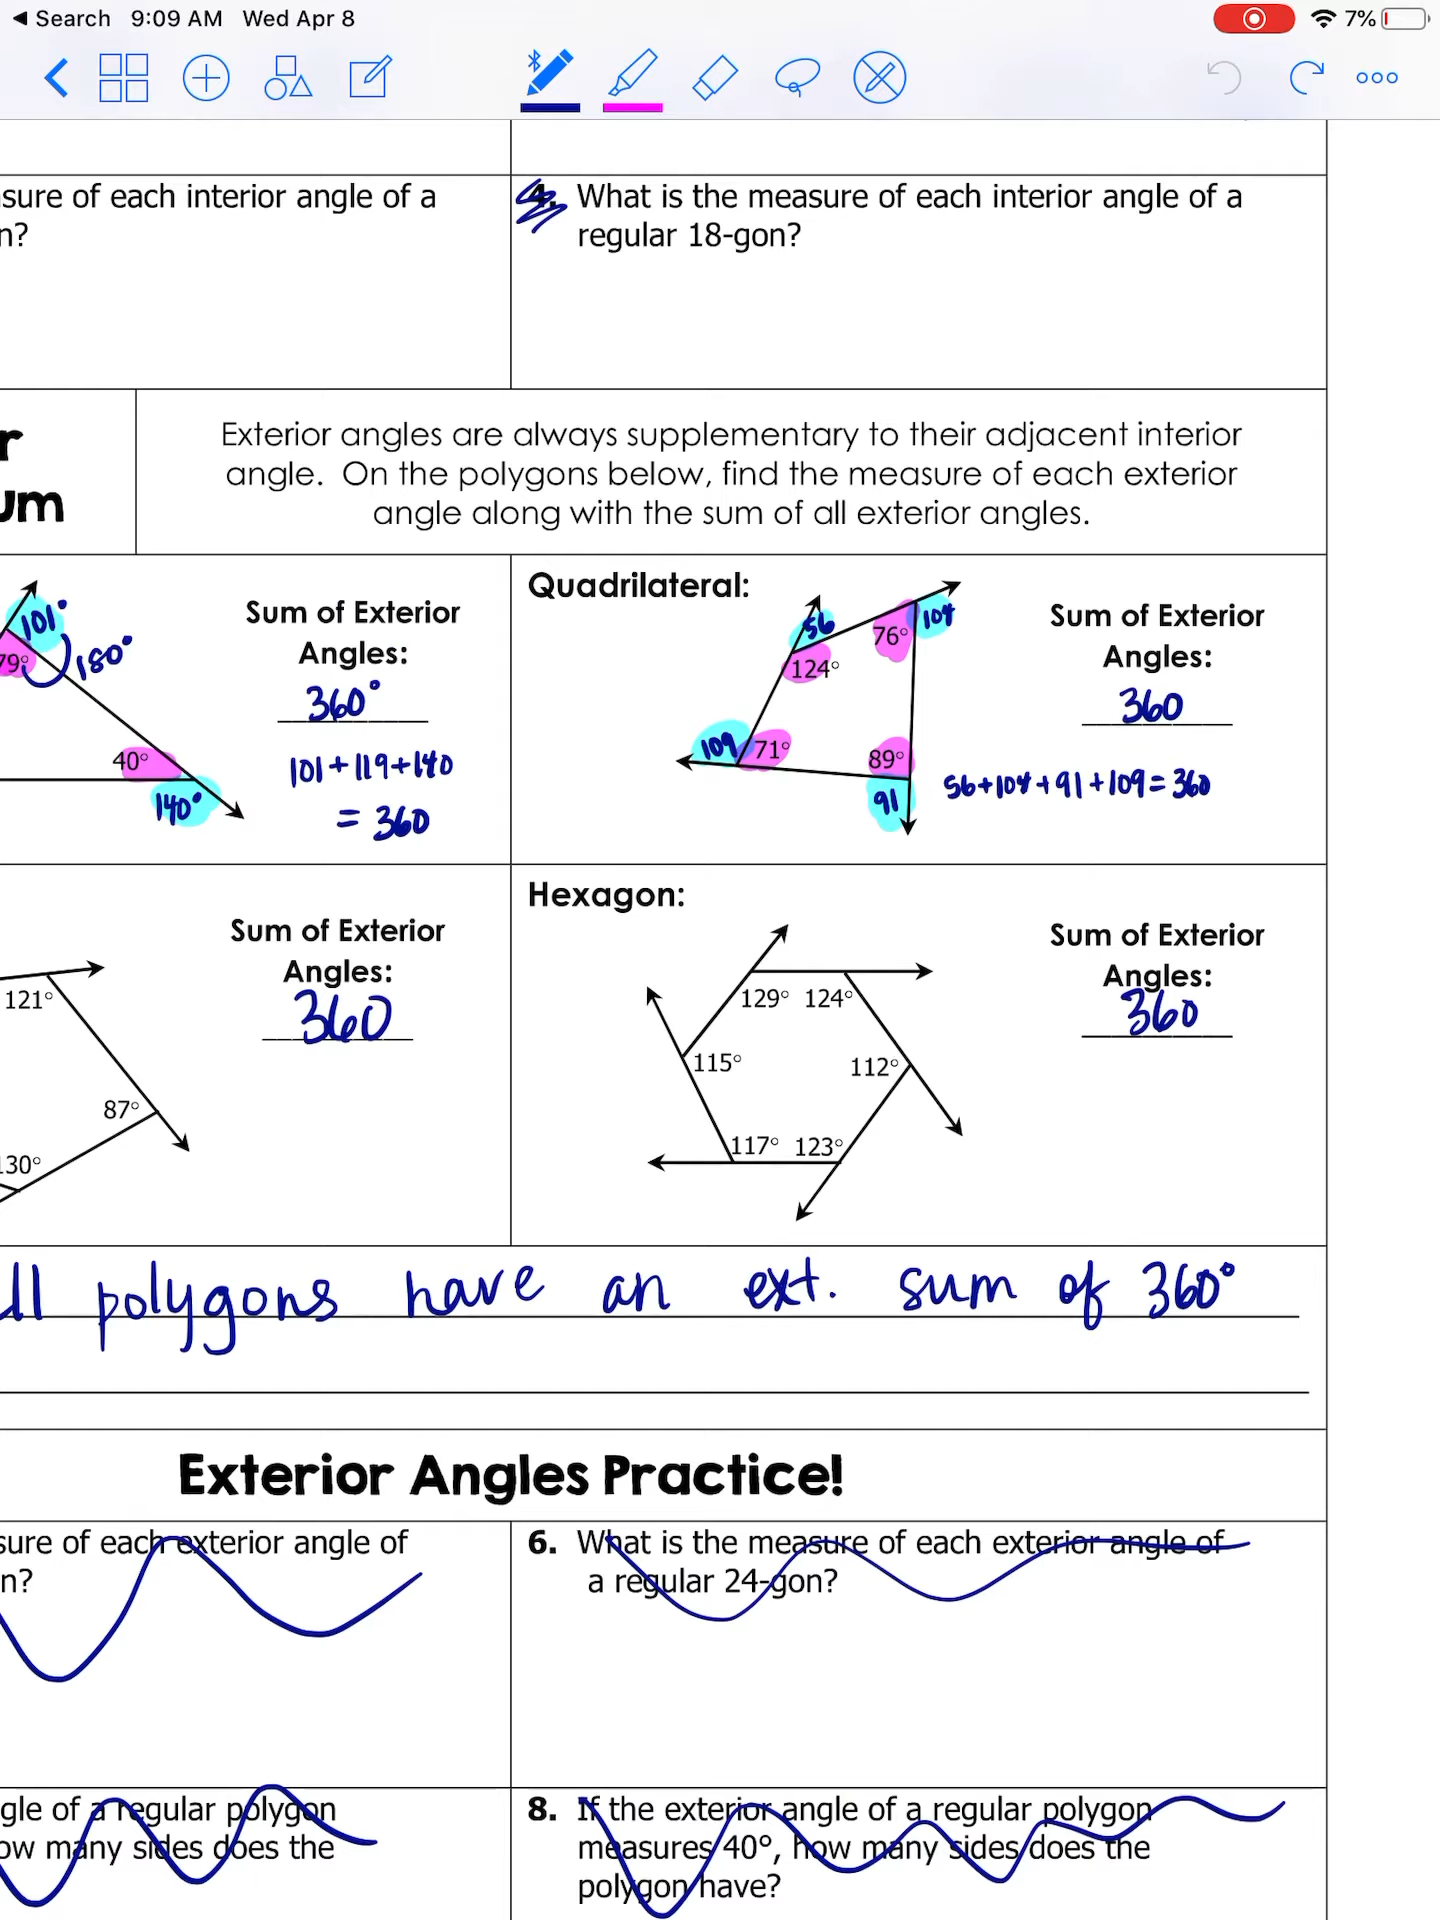 Search 9:09 AM Wed Apr 8
7%
sure of each interior angle of a
n?
4. What is the measure of each interior angle of a
regular 18-gon?
r
um
Exterior angles are always supplementary to their adjacent interior
angle. On the polygons below, find the measure of each exterior
angle along with the sum of all exterior angles.
101°
79°
180°
40°
140°
Sum of Exterior
Angles:
360°
101+119+140
= 360
Quadrilateral:
56
104
76°
124°
109
71°
89°
91
Sum of Exterior
Angles:
360
56+104+91+109=360
121°
87°
130°
Sum of Exterior
Angles:
360
Hexagon:
129° 124°
115°
112°
117° 123°
Sum of Exterior
Angles:
360
ll polygons have an ext. sum of 360°
Exterior Angles Practice!
sure of each exterior angle of
n?
6. What is the measure of each exterior angle of
a regular 24-gon?
gle of a regular polygon
ow many sides does the
8. If the exterior angle of a regular polygon
measures 40°, how many sides does the
polygon have?